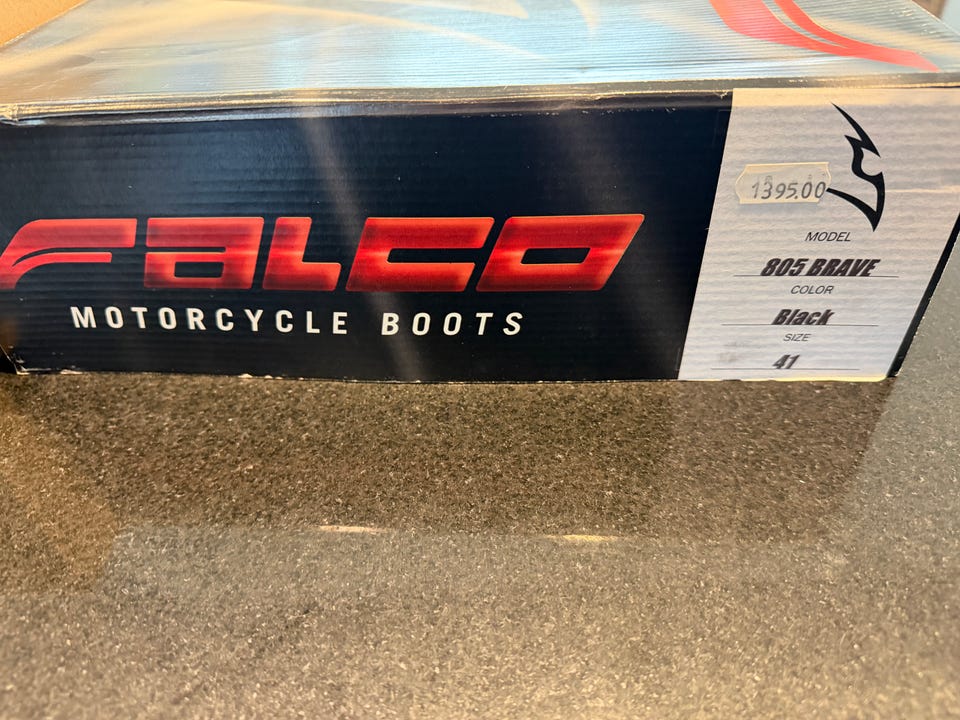 FALCO
MOTORCYCLE BOOTS
1395.00
MODEL
805 BRAVE
COLOR
Black
SIZE
41